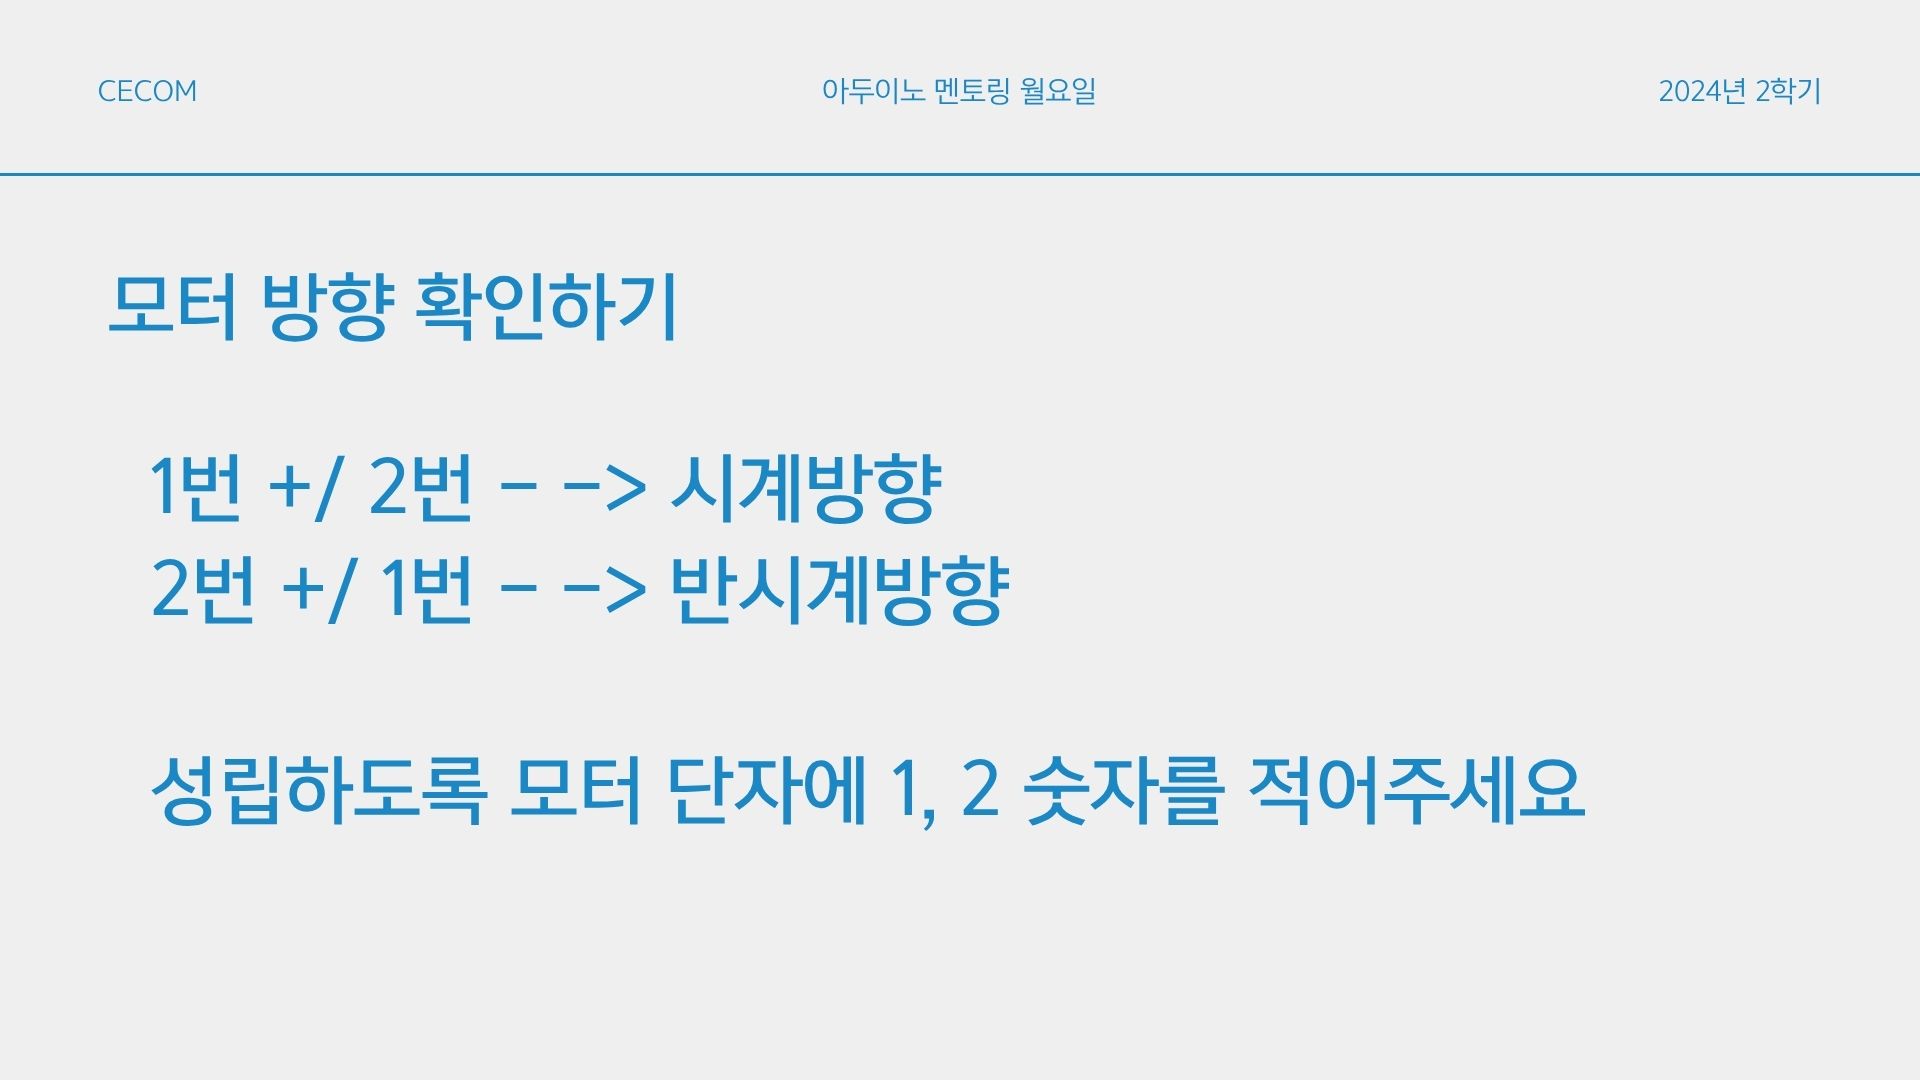 CECOM
아두이노 멘토링 월요일
2024년 2학기
모터 방향 확인하기
1번 +/ 2번 - -> 시계방향
2번 +/ 1번 - -> 반시계방향
성립하도록 모터 단자에 1, 2 숫자를 적어주세요